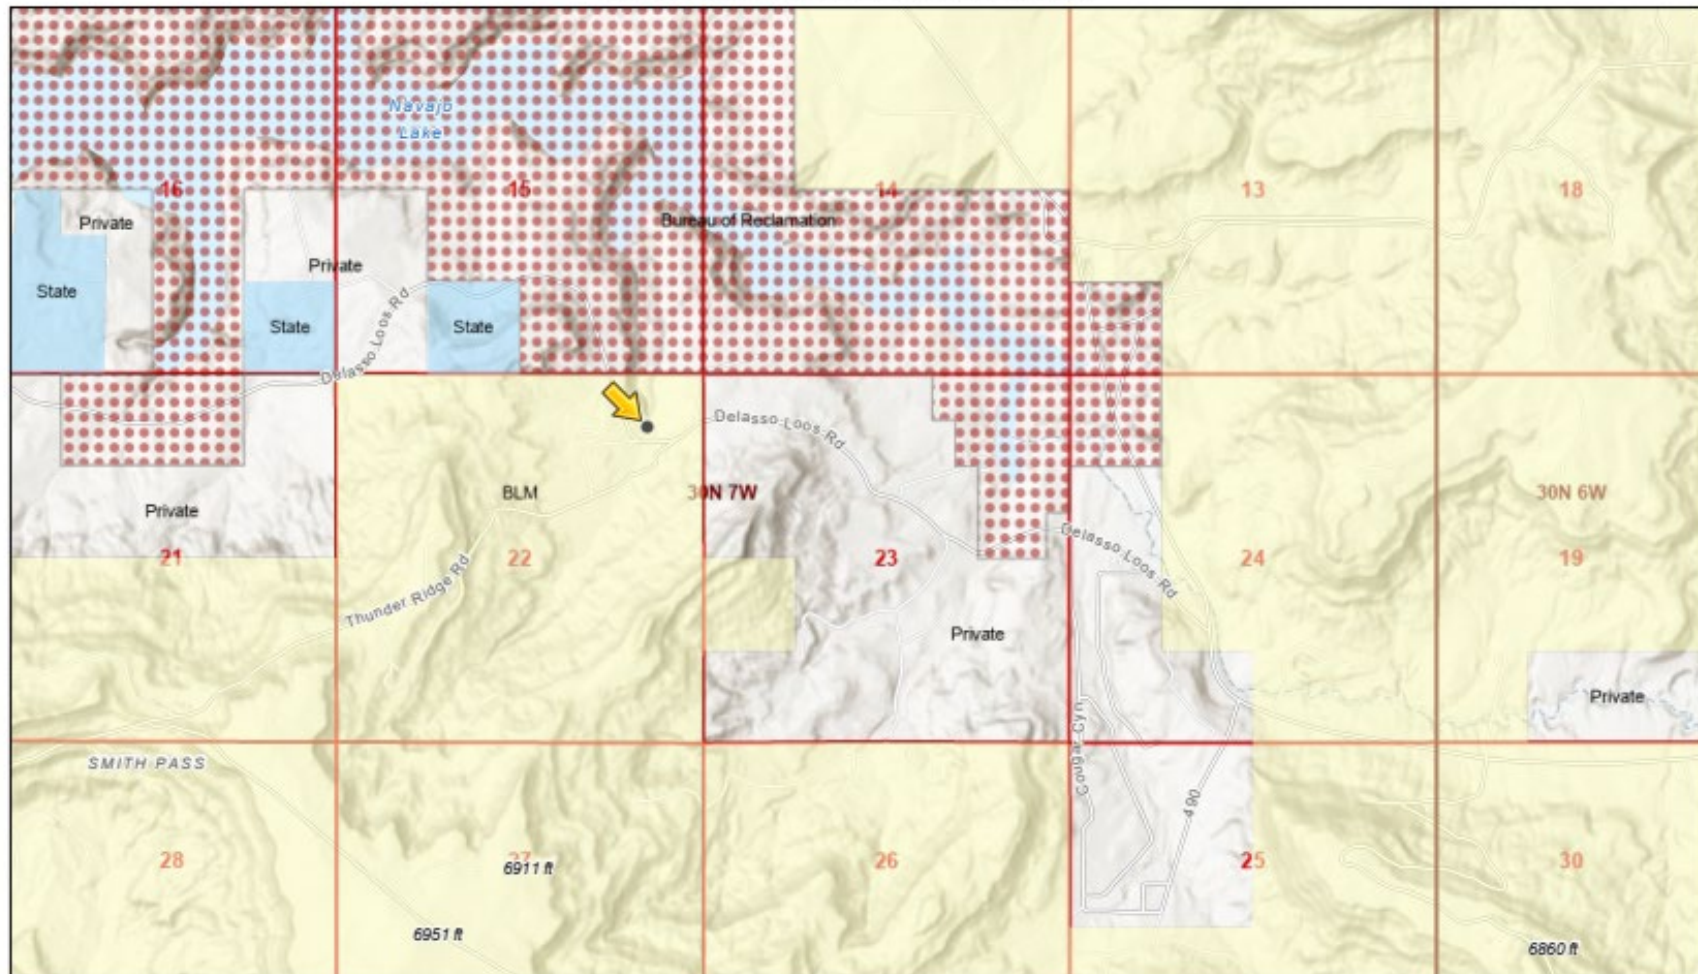 Navajo
Lake
16
15
14
13
18
Private
Bureau of Reclamation
Private
State
State
State
Delasso Loos Rd
Delasso Loos Rd
BLM
30N 7W
30N 6W
Private
21
22
23
24
19
Delasso Loos Rd
Thunder Ridge Rd
Private
Private
SMITH PASS
Cougar Cyn
490
28
27
6911 ft
26
25
30
6951 ft
6860 ft